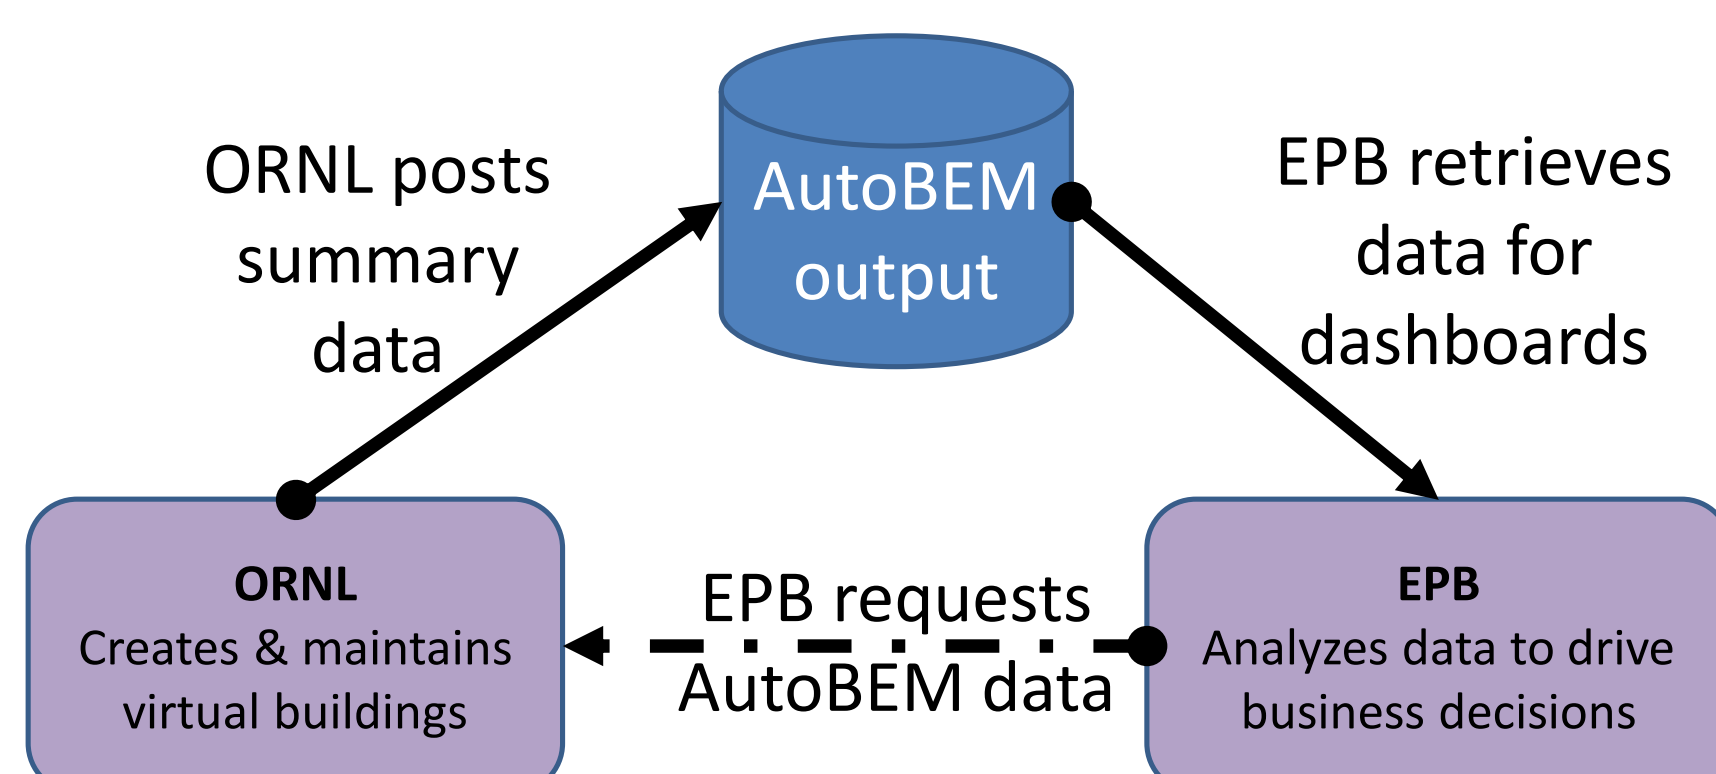 ORNL posts
summary
data
AutoBEM
output
EPB retrieves
data for
dashboards
ORNL
Creates & maintains
virtual buildings
EPB requests
AutoBEM data
EPB
Analyzes data to drive
business decisions